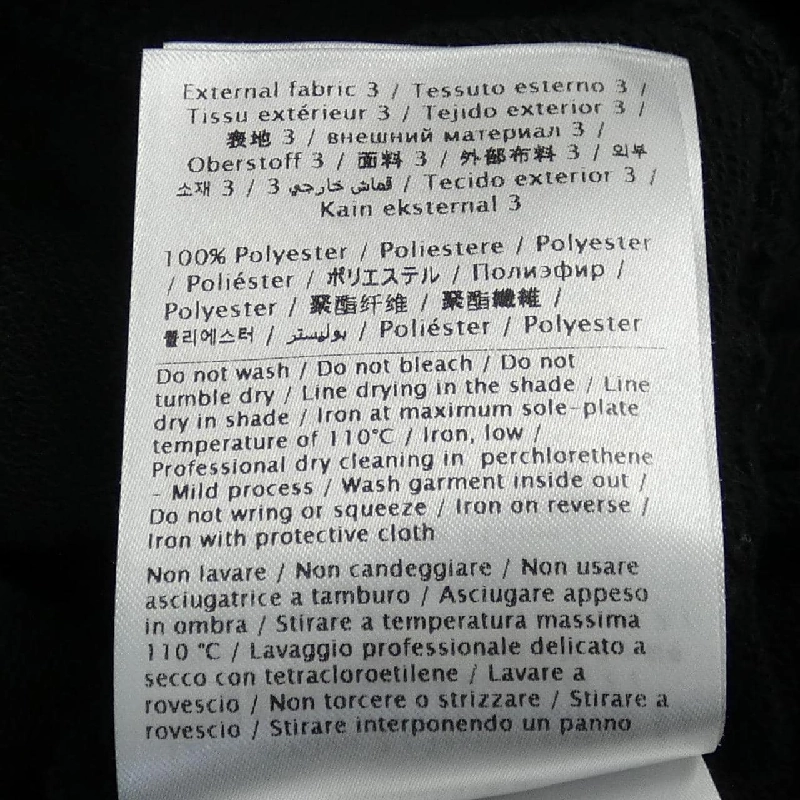 External fabric 3 / Tessuto esterno 3 /
Tissu extérieur 3 / Tejido exterior 3 /
表地 3 / внешний материал 3 /
Oberstoff 3 / 面料 3 / 外部布料 3 / 외부
소재 3 / قماش خارجي 3 / Tecido exterior 3 /
Kain eksternal 3
100% Polyester / Poliestere / Polyester
/ Poliéster / ポリエステル / Полиэфир /
Polyester / 聚酯纤维 / 聚酯纖維 /
폴리에스터 / بوليستر / Poliéster / Polyester
Do not wash / Do not bleach / Do not
tumble dry / Line drying in the shade / Line
dry in shade / Iron at maximum sole-plate
temperature of 110°C / Iron, low /
Professional dry cleaning in perchlorethene
- Mild process / Wash garment inside out /
Do not wring or squeeze / Iron on reverse /
Iron with protective cloth
Non lavare / Non candeggiare / Non usare
asciugatrice a tamburo / Asciugare appeso
in ombra / Stirare a temperatura massima
110 °C / Lavaggio professionale delicato a
secco con tetracloroetilene / Lavare a
rovescio / Non torcere o strizzare / Stirare a
rovescio / Stirare interponendo un panno